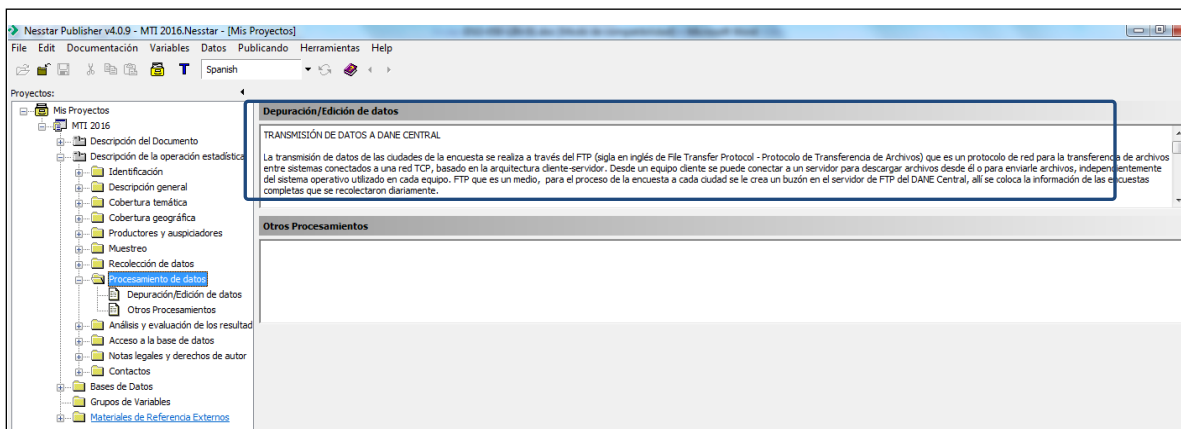 Nesstar Publisher v4.0.9 - MTI 2016.Nesstar - [Mis Proyectos]
File Edit Documentación Variables Datos Publicando Herramientas Help
T Spanish
Proyectos:
Mis Proyectos
MTI 2016
Descripción del Documento
Descripción de la operación estadística
Identificación
Descripción general
Cobertura temática
Cobertura geográfica
Productores y auspiciadores
Muestreo
Recolección de datos
Procesamiento de datos
Depuración/Edición de datos
Otros Procesamientos
Análisis y evaluación de los resultad
Acceso a la base de datos
Notas legales y derechos de autor
Contactos
Bases de Datos
Grupos de Variables
Materiales de Referencia Externos
Depuración/Edición de datos
TRANSMISIÓN DE DATOS A DANE CENTRAL
La transmisión de datos de las ciudades de la encuesta se realiza a través del FTP (sigla en inglés de File Transfer Protocol - Protocolo de Transferencia de Archivos) que es un protocolo de red para la transferencia de archivos
entre sistemas conectados a una red TCP, basado en la arquitectura cliente-servidor. Desde un equipo cliente se puede conectar a un servidor para descargar archivos desde él o para enviarle archivos, independientemente
del sistema operativo utilizado en cada equipo. FTP que es un medio, para el proceso de la encuesta a cada ciudad se le crea un buzón en el servidor de FTP del DANE Central, allí se coloca la información de las encuestas
completas que se recolectaron diariamente.
Otros Procesamientos